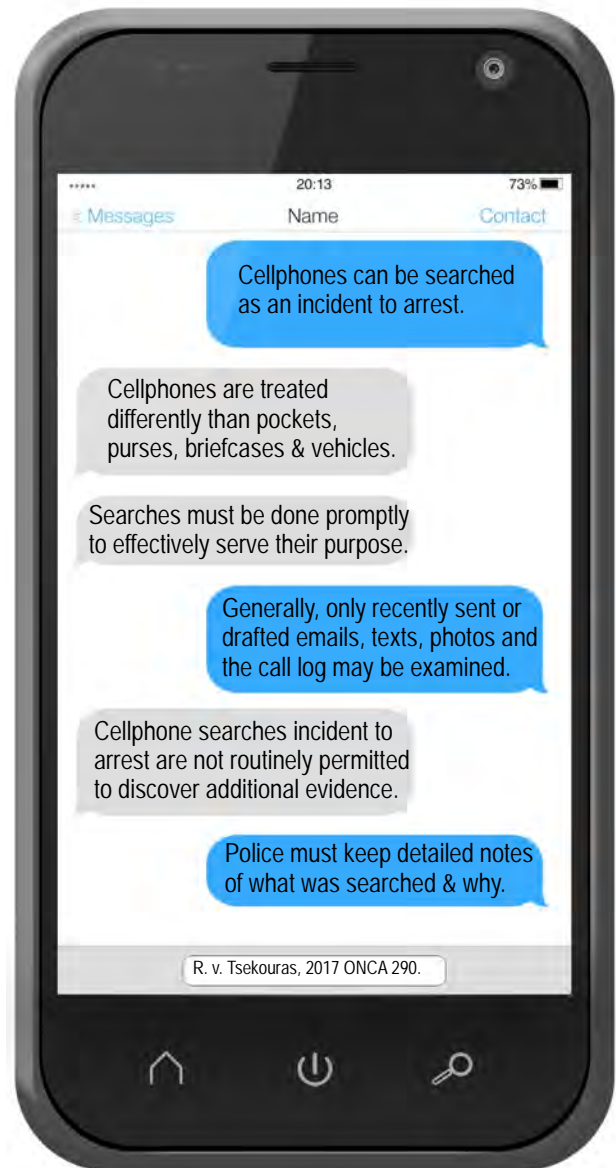 20:13
73%
< Messages
Name
Contact
Cellphones can be searched
as an incident to arrest.
Cellphones are treated
differently than pockets,
purses, briefcases & vehicles.
Searches must be done promptly
to effectively serve their purpose.
Generally, only recently sent or
drafted emails, texts, photos and
the call log may be examined.
Cellphone searches incident to
arrest are not routinely permitted
to discover additional evidence.
Police must keep detailed notes
of what was searched & why.
R. v. Tsekouras, 2017 ONCA 290.